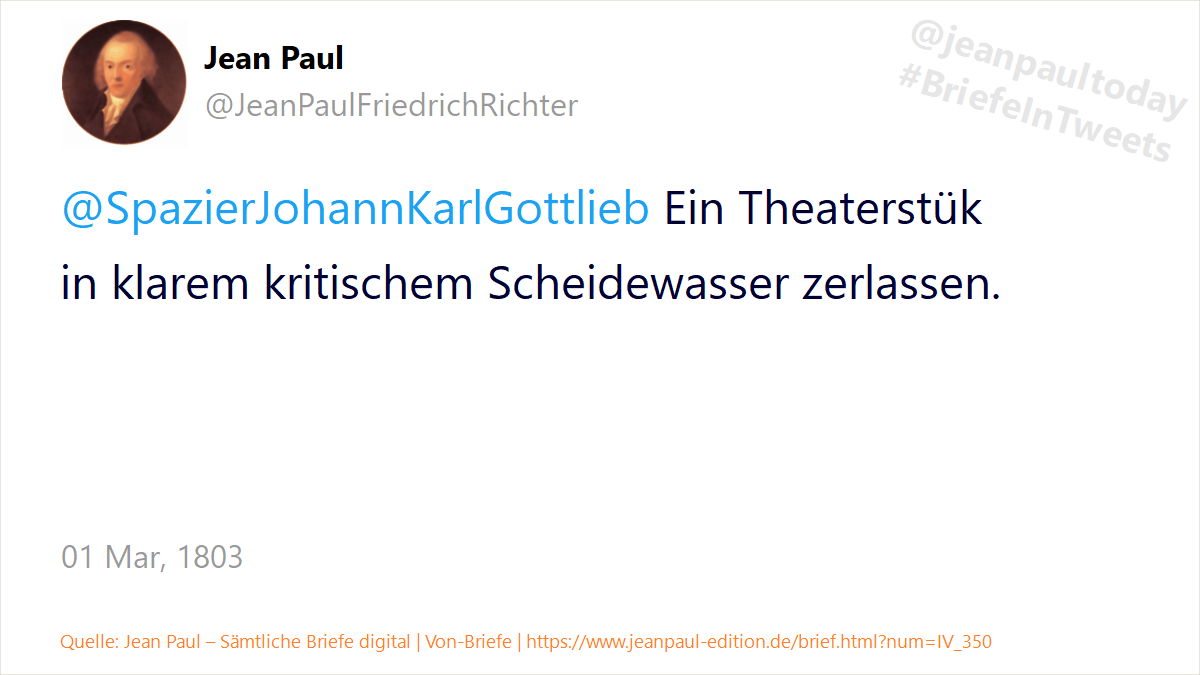 Jean Paul
@JeanPaulFriedrichRichter
@jeanpaultoday
#BriefeInTweets
@SpazierJohannKarlGottlieb Ein Theaterstük
in klarem kritischem Scheidewasser zerlassen.
01 Mar, 1803
Quelle: Jean Paul – Sämtliche Briefe digital | Von-Briefe | https://www.jeanpaul-edition.de/brief.html?num=IV_350